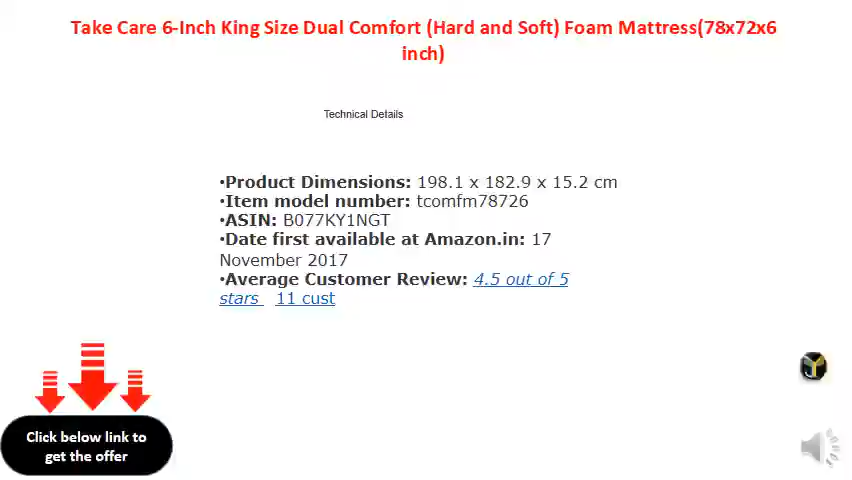 Take Care 6-Inch King Size Dual Comfort (Hard and Soft) Foam Mattress(78x72x6
inch)
Technical Details
•Product Dimensions: 198.1 x 182.9 x 15.2 cm
•Item model number: tcomfm78726
•ASIN: B077KY1NGT
•Date first available at Amazon.in: 17
November 2017
•Average Customer Review: 4.5 out of 5
stars 11 cust
Click below link to
get the offer